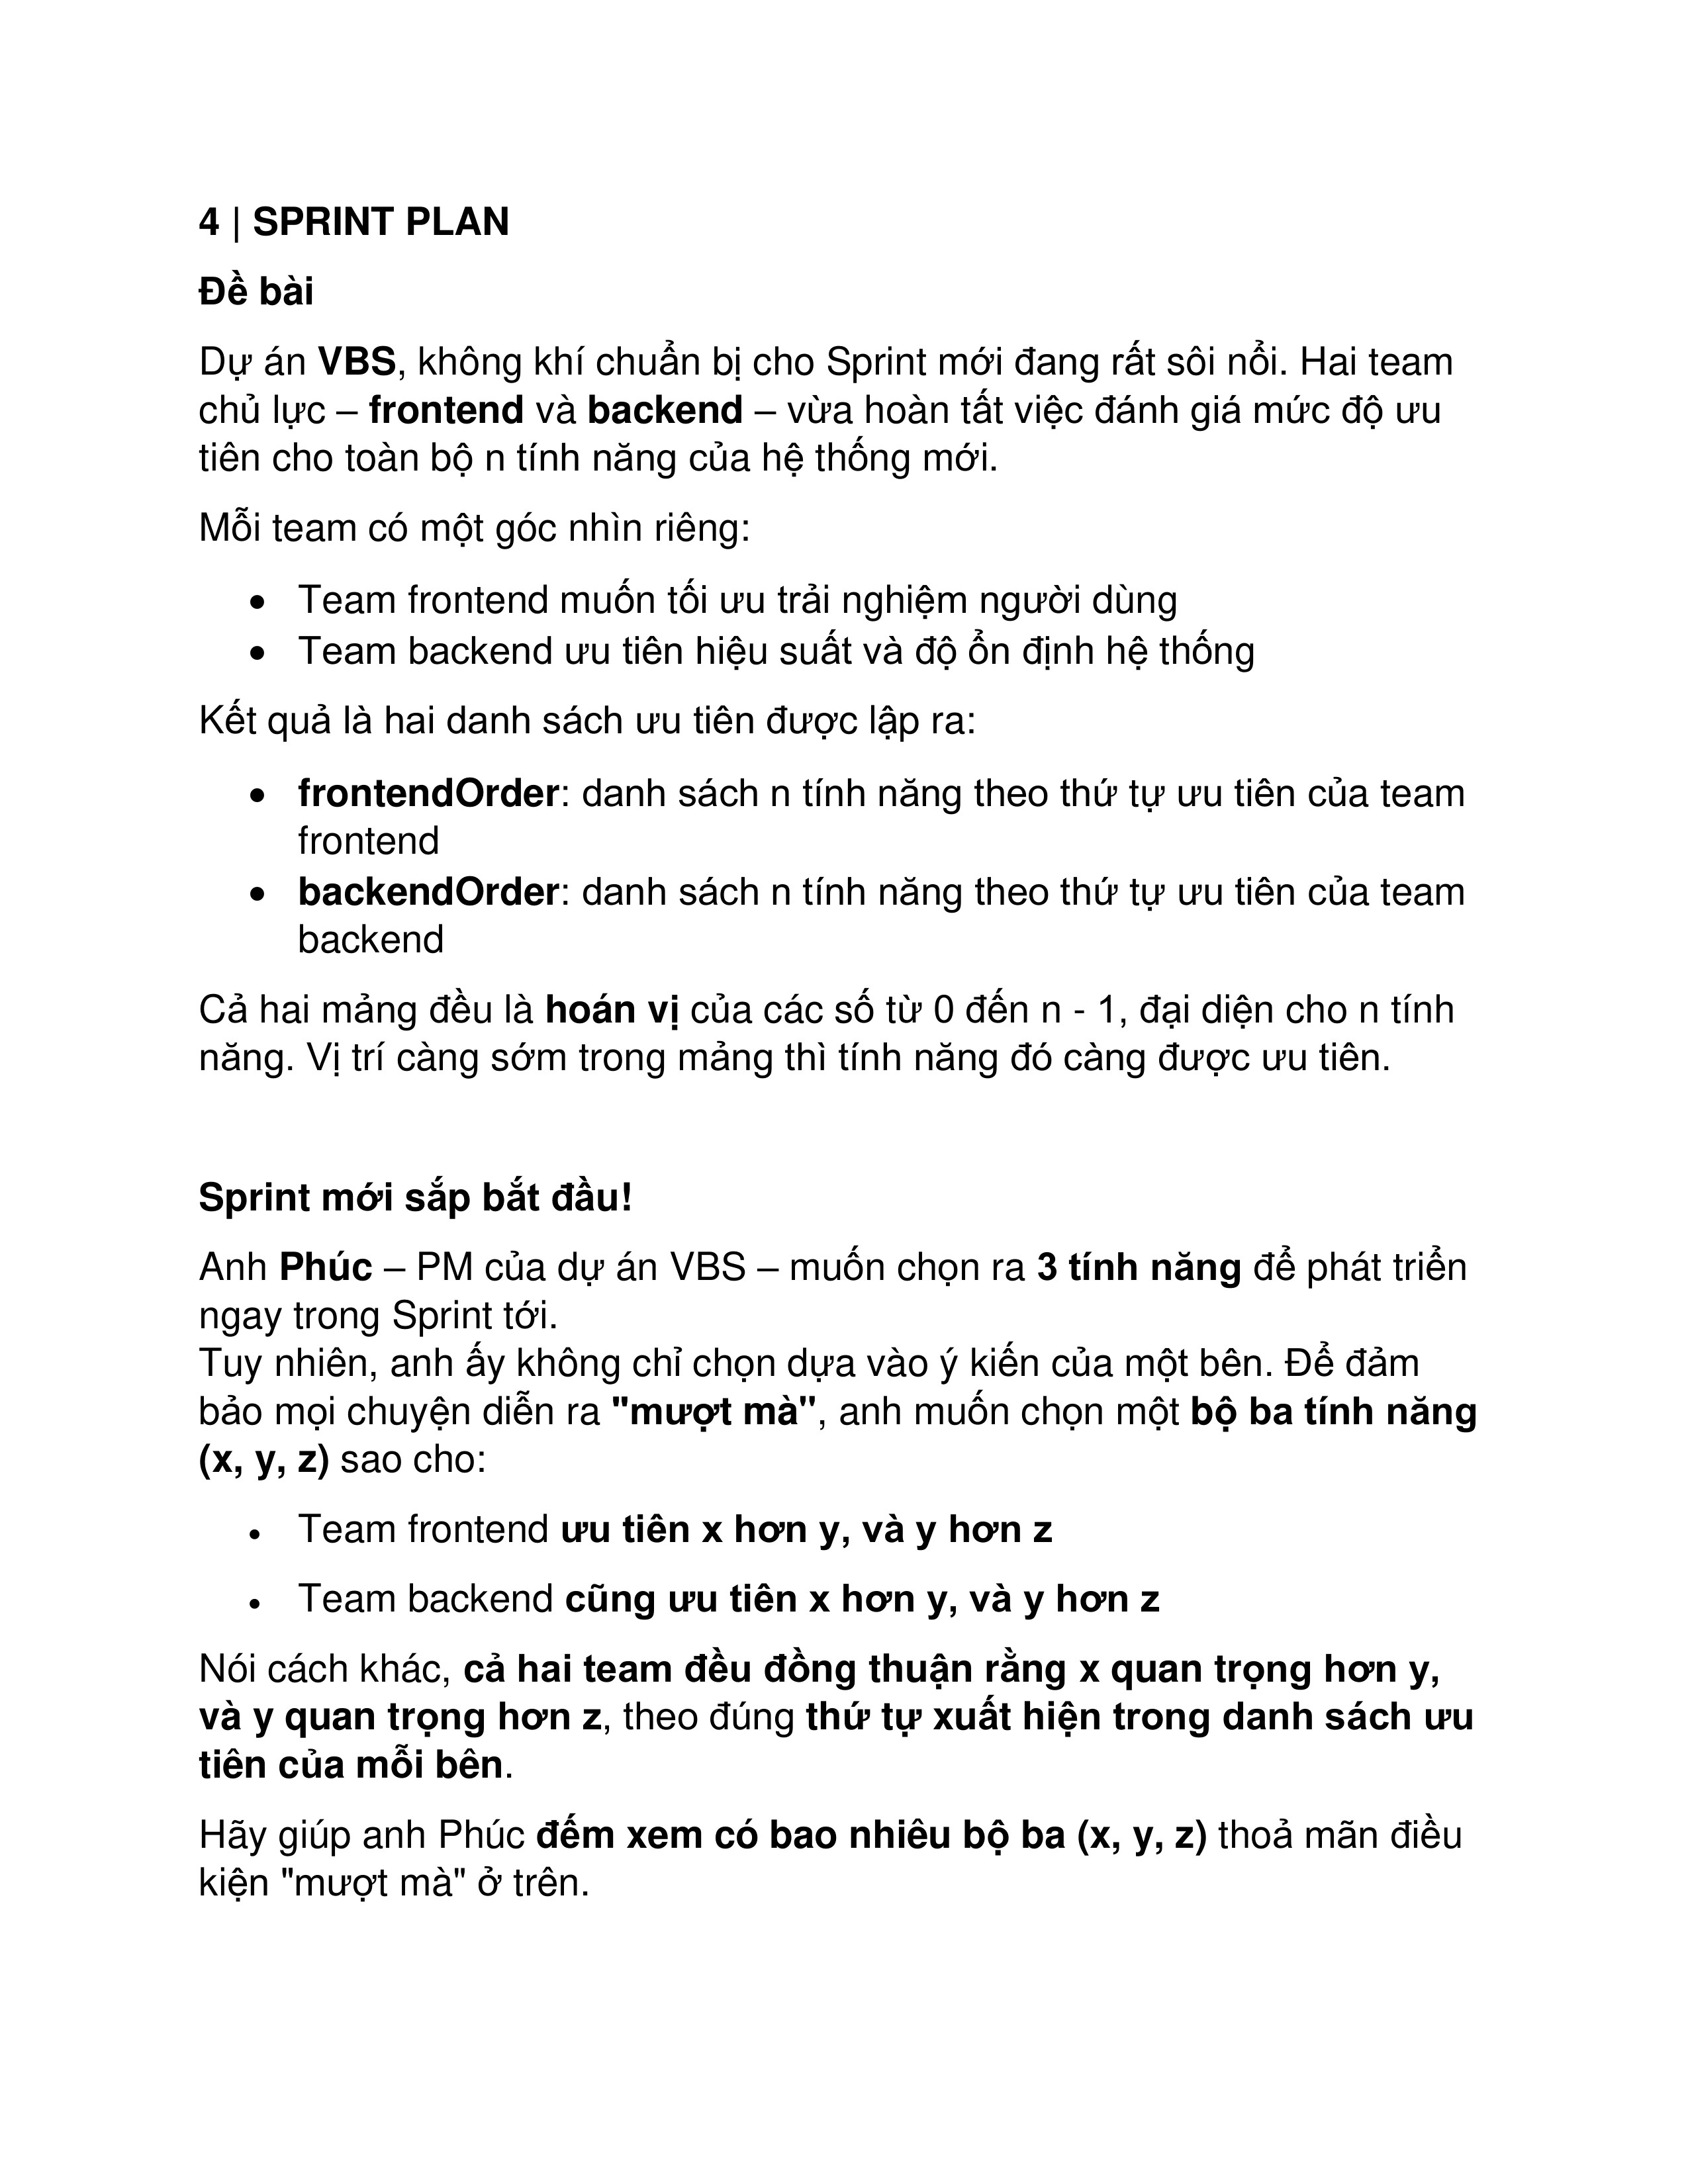 4 | SPRINT PLAN
Đề bài
Dự án VBS, không khí chuẩn bị cho Sprint mới đang rất sôi nổi. Hai team
chủ lực – frontend và backend – vừa hoàn tất việc đánh giá mức độ ưu
tiên cho toàn bộ n tính năng của hệ thống mới.
Mỗi team có một góc nhìn riêng:
• Team frontend muốn tối ưu trải nghiệm người dùng
• Team backend ưu tiên hiệu suất và độ ổn định hệ thống
Kết quả là hai danh sách ưu tiên được lập ra:
• frontendOrder: danh sách n tính năng theo thứ tự ưu tiên của team
frontend
• backendOrder: danh sách n tính năng theo thứ tự ưu tiên của team
backend
Cả hai mảng đều là hoán vị của các số từ 0 đến n - 1, đại diện cho n tính
năng. Vị trí càng sớm trong mảng thì tính năng đó càng được ưu tiên.
Sprint mới sắp bắt đầu!
Anh Phúc – PM của dự án VBS – muốn chọn ra 3 tính năng để phát triển
ngay trong Sprint tới.
Tuy nhiên, anh ấy không chỉ chọn dựa vào ý kiến của một bên. Để đảm
bảo mọi chuyện diễn ra "mượt mà", anh muốn chọn một bộ ba tính năng
(x, y, z) sao cho:
• Team frontend ưu tiên x hơn y, và y hơn z
• Team backend cũng ưu tiên x hơn y, và y hơn z
Nói cách khác, cả hai team đều đồng thuận rằng x quan trọng hơn y,
và y quan trọng hơn z, theo đúng thứ tự xuất hiện trong danh sách ưu
tiên của mỗi bên.
Hãy giúp anh Phúc đếm xem có bao nhiêu bộ ba (x, y, z) thoả mãn điều
kiện "mượt mà" ở trên.